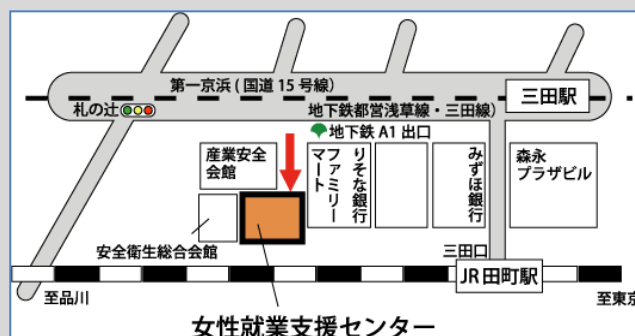 第一京浜(国道15号線)
三田駅
札の辻
地下鉄都営浅草線・三田線)
地下鉄A1出口
産業安全
会館
りそな銀行
ファミリー
マート
みずほ銀行
森永
プラザビル
安全衛生総合会館
三田口
JR田町駅
至品川
至東京
女性就業支援センター